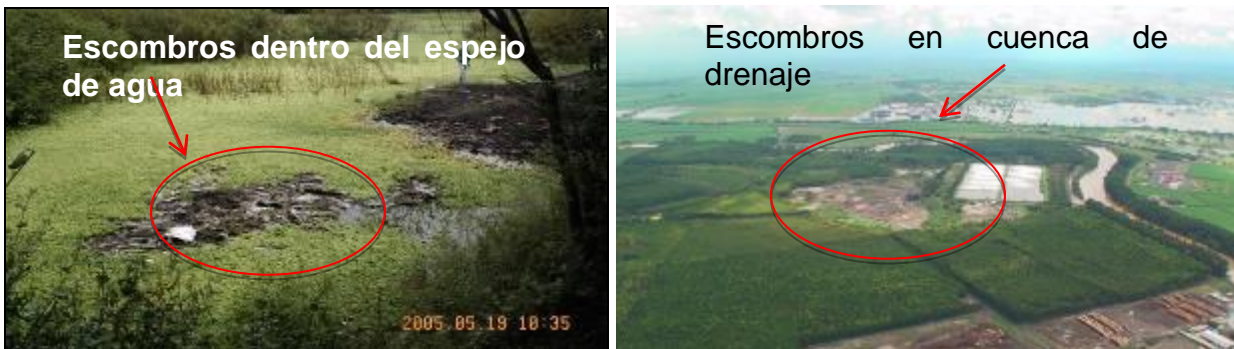 Escombros dentro del espejo
de agua
2005.05.19 10:35
Escombros en cuenca de
drenaje